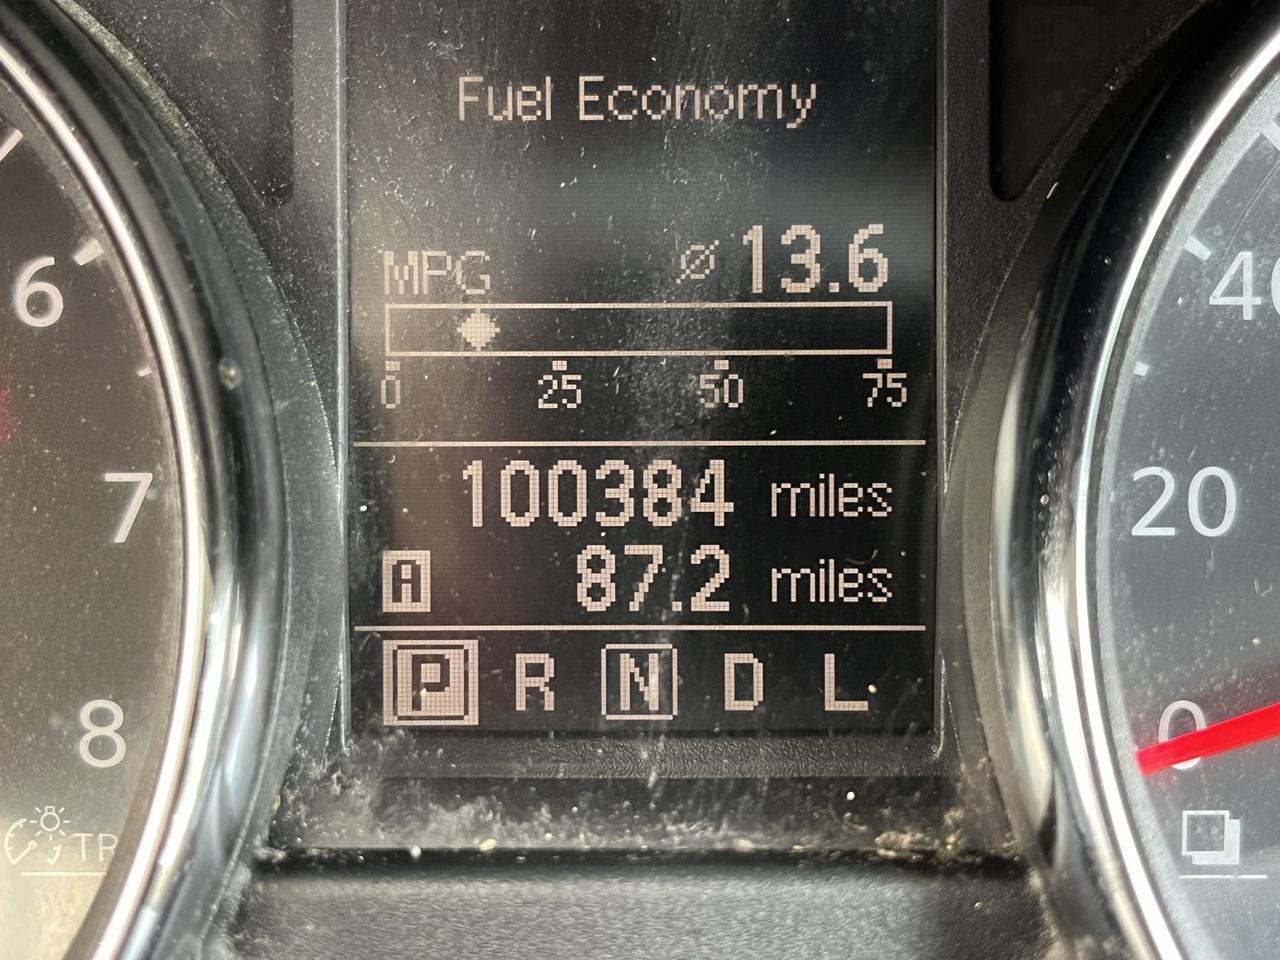 Fuel Economy
MPG ⌀ 13.6
0 25 50 75
100384 miles
A 87.2 miles
P R N D L
6
7
8
TR
20
0